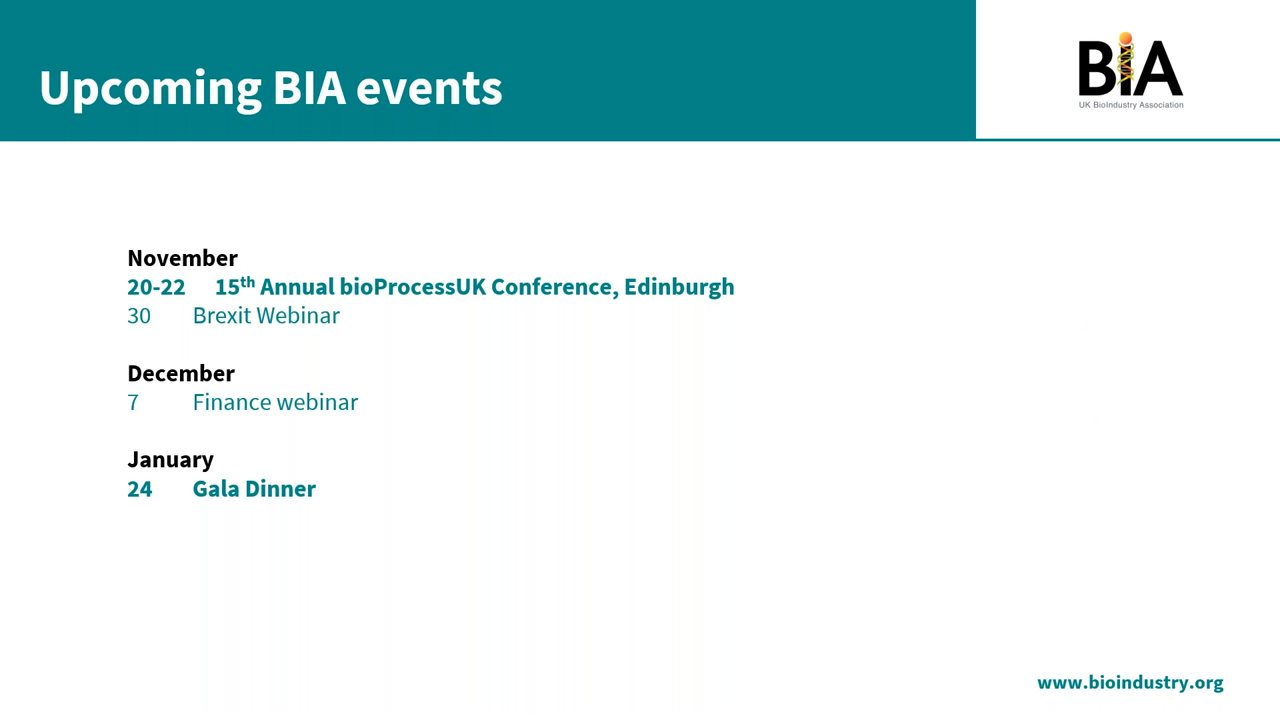 Upcoming BIA events
BiA
UK BioIndustry Association
November
20-22 15th Annual bioProcessUK Conference, Edinburgh
30 Brexit Webinar
December
7 Finance webinar
January
24 Gala Dinner
www.bioindustry.org